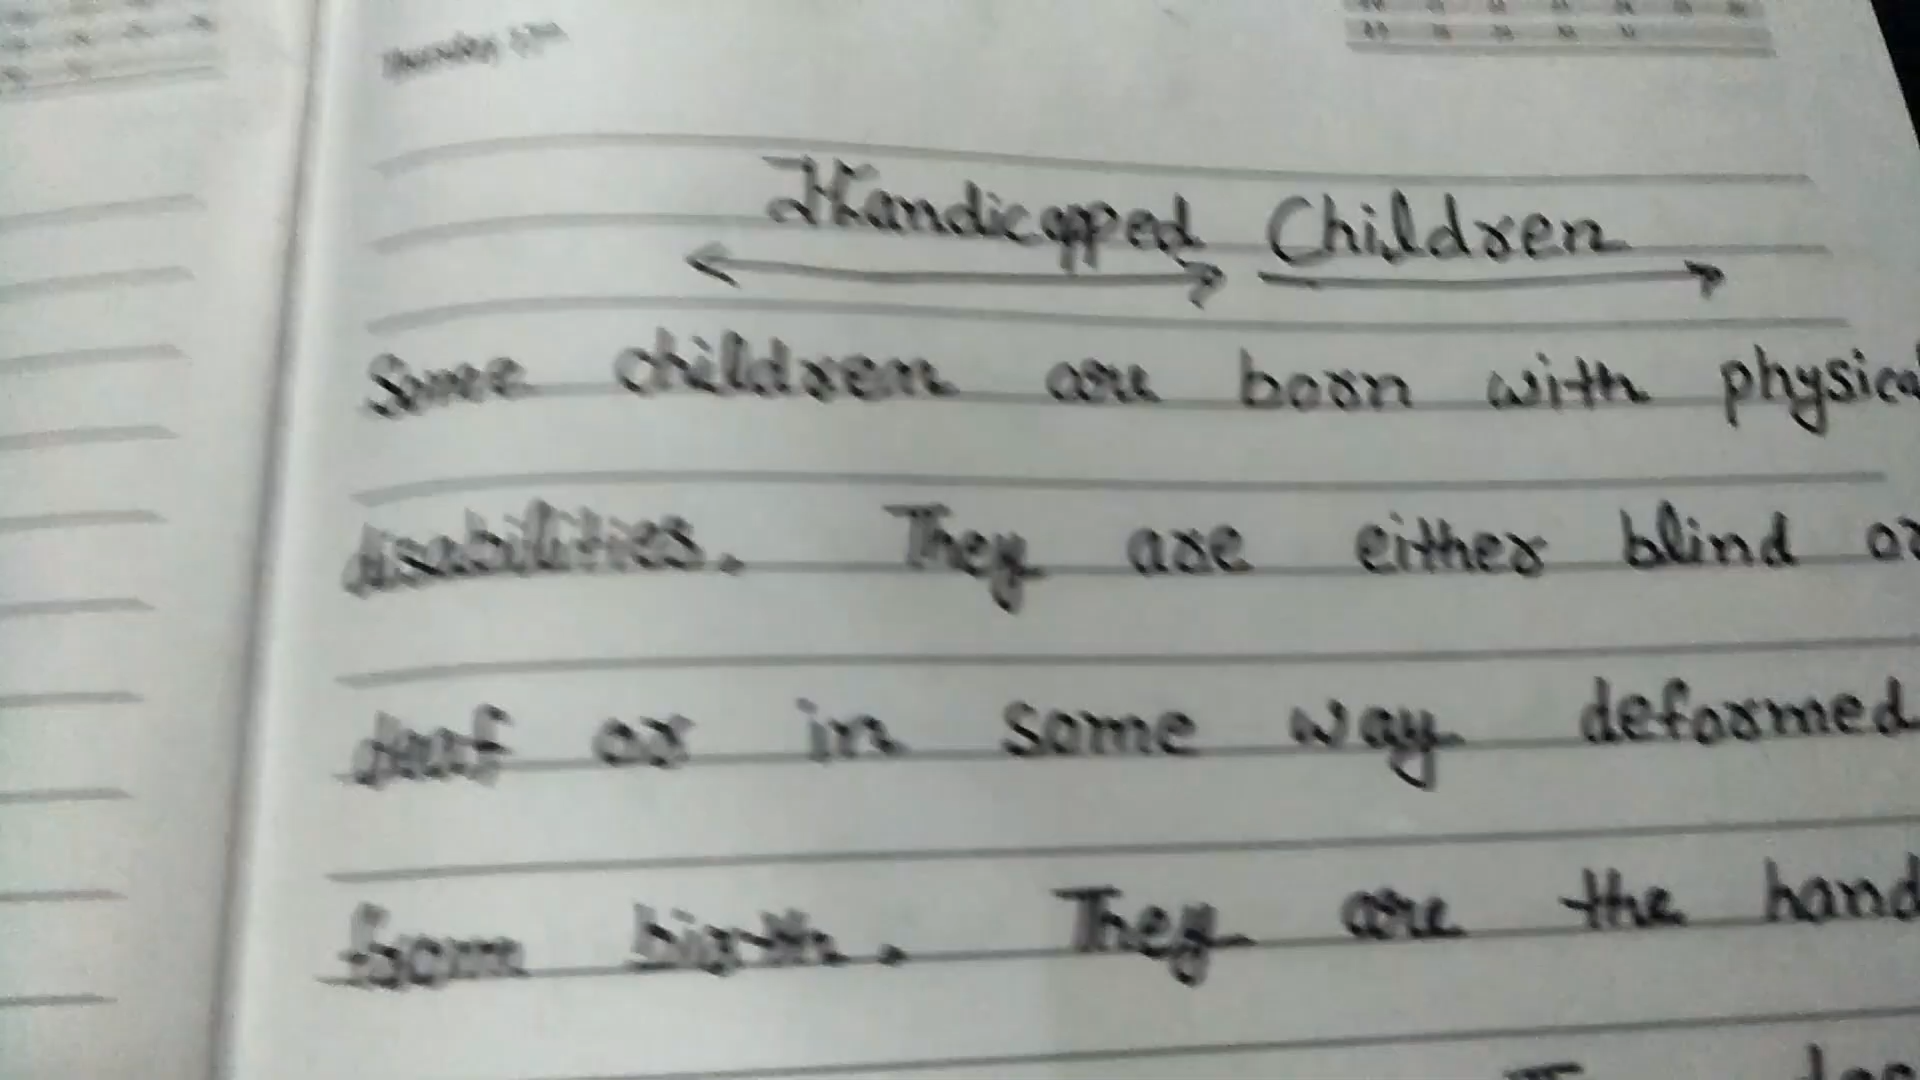 Handicapped Children
Some children are born with physical
disabilities. They are either blind or
deaf or in some way deformed
from birth. They are the hand